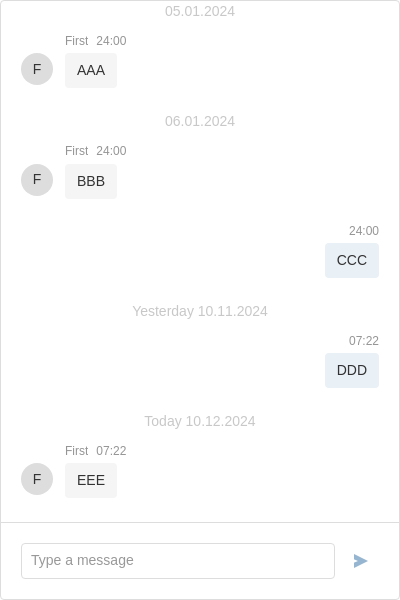 05.01.2024
First 24:00
F
AAA
06.01.2024
First 24:00
F
BBB
24:00
CCC
Yesterday 10.11.2024
07:22
DDD
Today 10.12.2024
First 07:22
F
EEE
Type a message